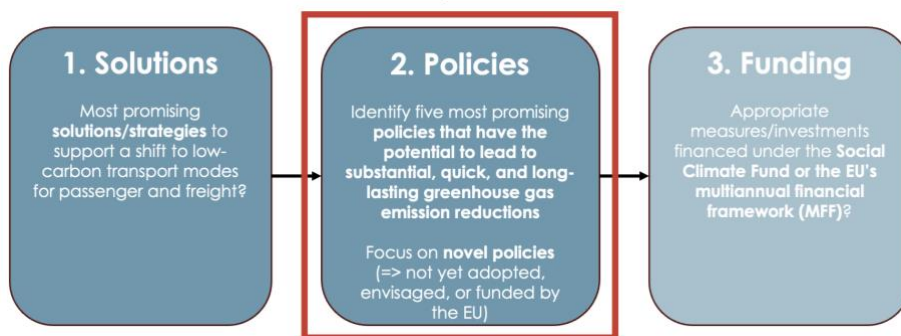 1. Solutions
Most promising
solutions/strategies to
support a shift to low-
carbon transport modes
for passenger and freight?
2. Policies
Identify five most promising
policies that have the
potential to lead to
substantial, quick, and long-
lasting greenhouse gas
emission reductions
Focus on novel policies
(=> not yet adopted,
envisaged, or funded by
the EU)
3. Funding
Appropriate
measures/investments
financed under the Social
Climate Fund or the EU's
multiannual financial
framework (MFF)?